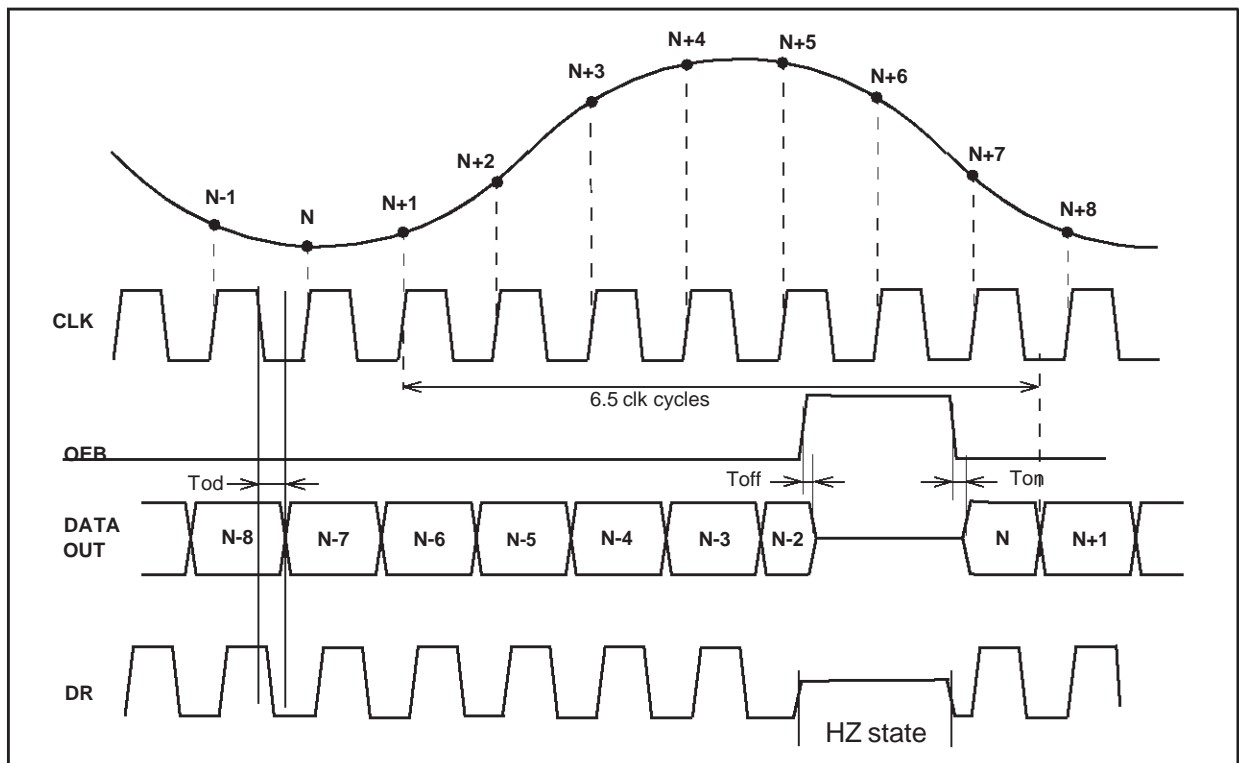 N+4
N+5
N+3
N+6
N+2
N+7
N-1
N
N+1
N+8
CLK
6.5 clk cycles
OEB
Tod
Toff
Ton
DATA
OUT
N-8
N-7
N-6
N-5
N-4
N-3
N-2
N
N+1
DR
HZ state